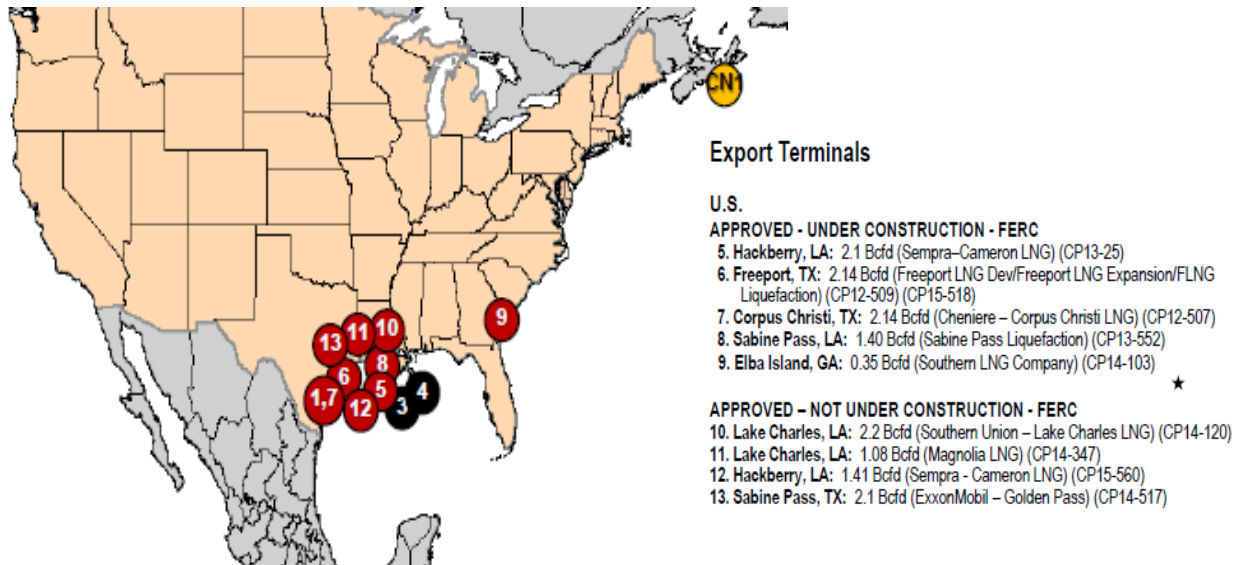 CN1
Export Terminals
U.S.
APPROVED - UNDER CONSTRUCTION - FERC
5. Hackberry, LA: 2.1 Bcfd (Sempra–Cameron LNG) (CP13-25)
6. Freeport, TX: 2.14 Bcfd (Freeport LNG Dev/Freeport LNG Expansion/FLNG
Liquefaction) (CP12-509) (CP15-518)
7. Corpus Christi, TX: 2.14 Bcfd (Cheniere – Corpus Christi LNG) (CP12-507)
8. Sabine Pass, LA: 1.40 Bcfd (Sabine Pass Liquefaction) (CP13-552)
9. Elba Island, GA: 0.35 Bcfd (Southern LNG Company) (CP14-103)
★
APPROVED – NOT UNDER CONSTRUCTION - FERC
10. Lake Charles, LA: 2.2 Bcfd (Southern Union – Lake Charles LNG) (CP14-120)
11. Lake Charles, LA: 1.08 Bcfd (Magnolia LNG) (CP14-347)
12. Hackberry, LA: 1.41 Bcfd (Sempra - Cameron LNG) (CP15-560)
13. Sabine Pass, TX: 2.1 Bcfd (ExxonMobil – Golden Pass) (CP14-517)
9
10
11
13
8
6
5
4
1,7
12
3